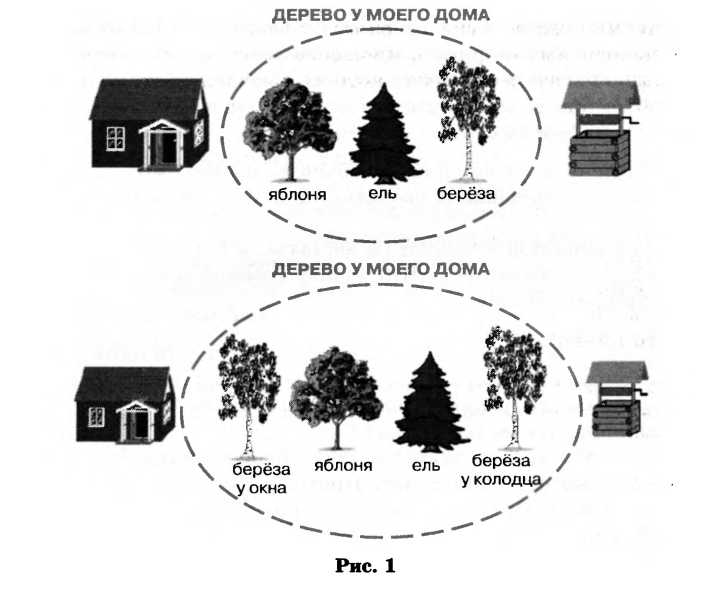 ДЕРЕВО У МОЕГО ДОМА
яблоня ель берёза
ДЕРЕВО У МОЕГО ДОМА
берёза у окна
яблоня
ель
берёза у колодца
Рис. 1